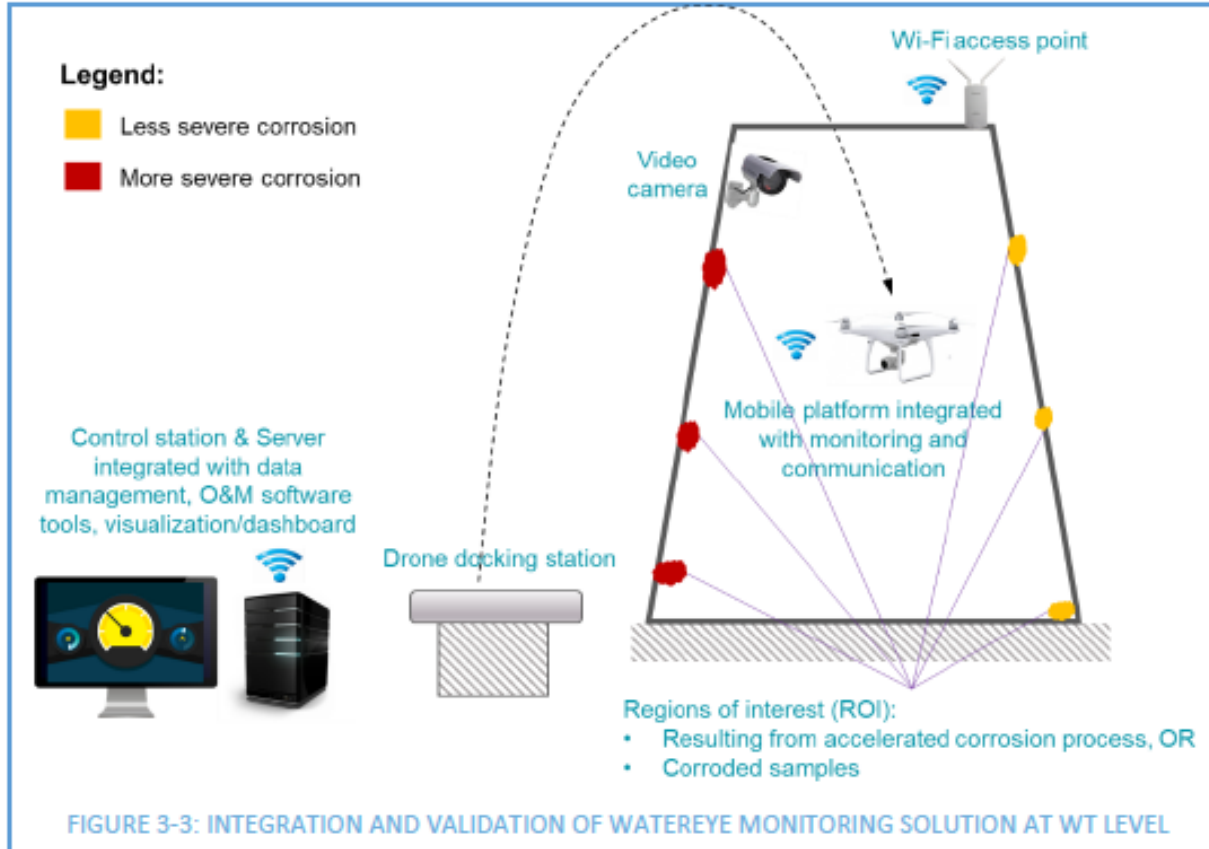 Legend:
Less severe corrosion
More severe corrosion
Wi-Fi access point
Video
camera
Mobile platform integrated
with monitoring and
communication
Control station & Server
integrated with data
management, O&M software
tools, visualization/dashboard
Drone docking station
Regions of interest (ROI):
• Resulting from accelerated corrosion process, OR
• Corroded samples
FIGURE 3-3: INTEGRATION AND VALIDATION OF WATEREYE MONITORING SOLUTION AT WT LEVEL